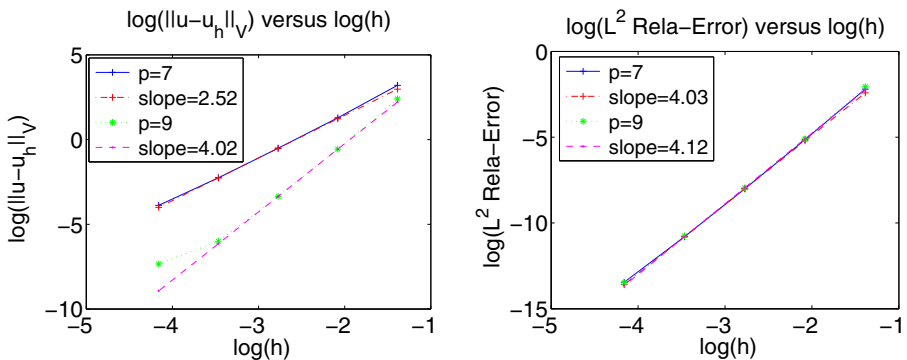 log(||u−u_h||_V) versus log(h)
5
0
−5
−10
−5
−4
−3
−2
−1
log(||u−u_h||_V)
log(h)
p=7
slope=2.52
p=9
slope=4.02
log(L² Rela−Error) versus log(h)
0
−5
−10
−15
−5
−4
−3
−2
−1
log(L² Rela−Error)
log(h)
p=7
slope=4.03
p=9
slope=4.12